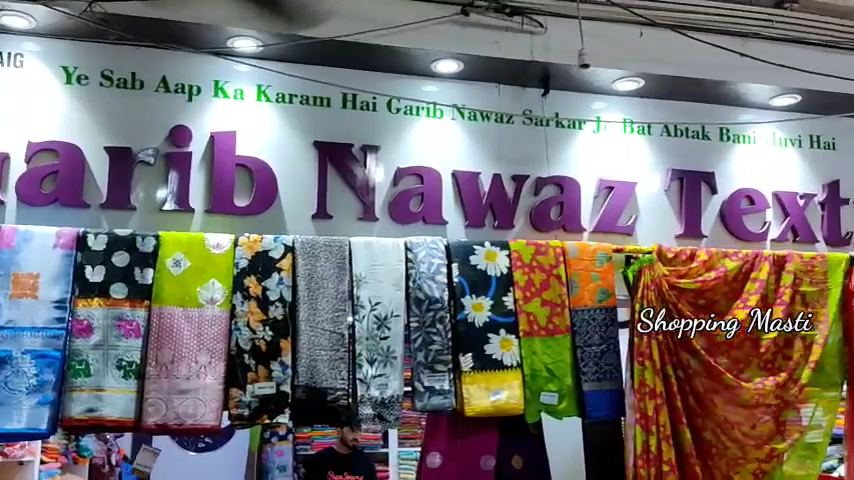 AIG
Ye Sab Aap Ka Karam Hai Garib Nawaz Sarkar Jo Bat Abtak Bani Huvi Hai
arib Nawaz Text
Shopping Masti